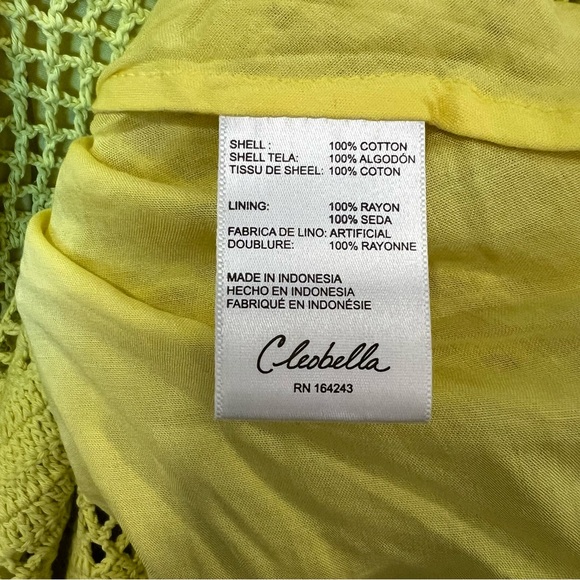 SHELL : 100% COTTON
SHELL TELA: 100% ALGODÓN
TISSU DE SHEEL: 100% COTON
LINING: 100% RAYON
100% SEDA
FABRICA DE LINO: ARTIFICIAL
DOUBLURE: 100% RAYONNE
MADE IN INDONESIA
HECHO EN INDONESIA
FABRIQUÉ EN INDONÉSIE
Cleobella
RN 164243